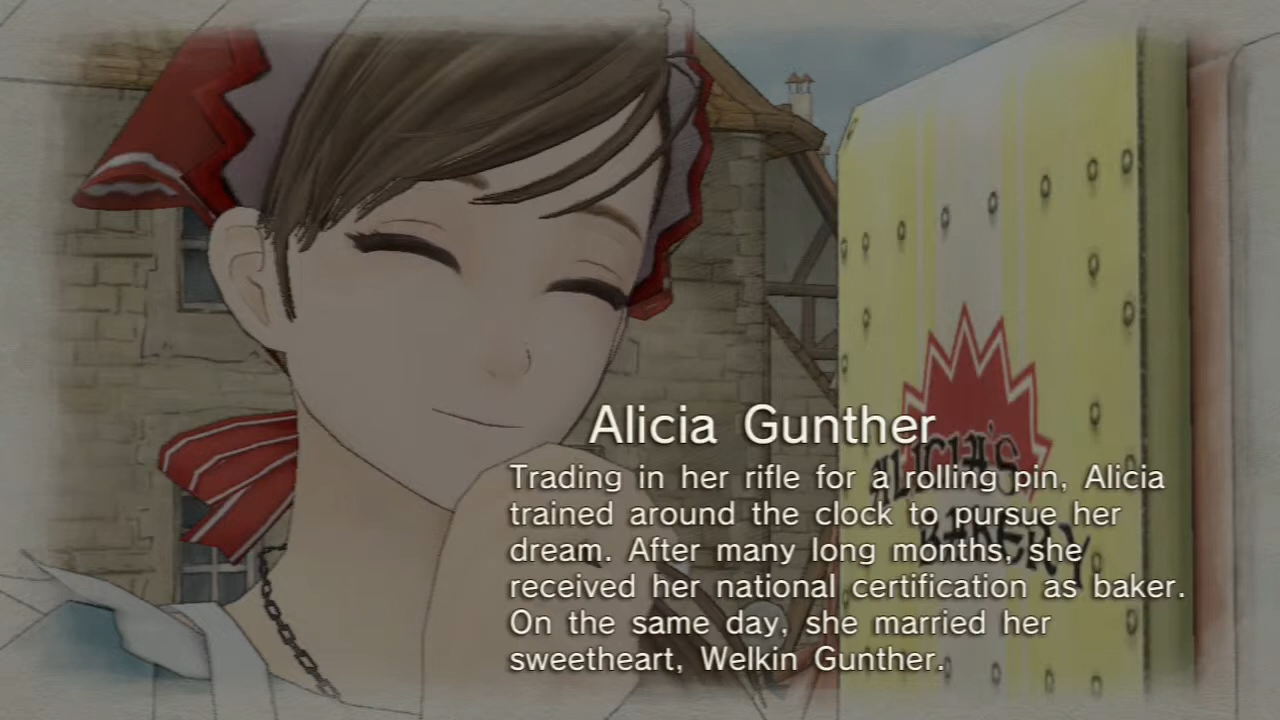 Alicia Gunther
Trading in her rifle for a rolling pin, Alicia
trained around the clock to pursue her
dream. After many long months, she
received her national certification as baker.
On the same day, she married her
sweetheart, Welkin Gunther.
ALICIA'S
BAKERY